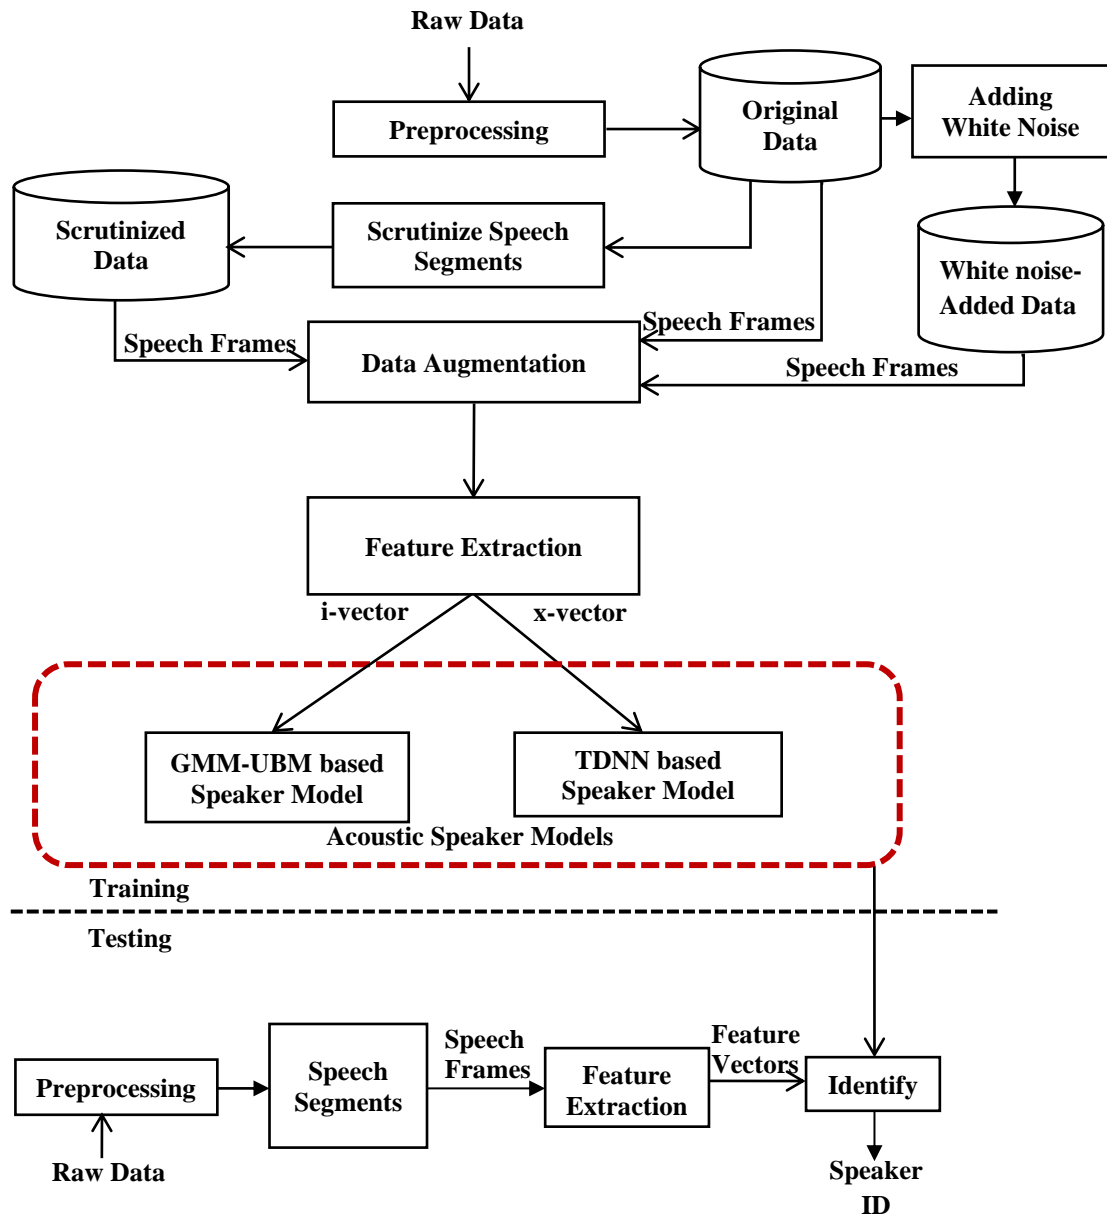 Raw Data
Preprocessing
Original
Data
Adding
White Noise
Scrutinized
Data
Scrutinize Speech
Segments
White noise-
Added Data
Speech Frames
Speech Frames
Data Augmentation
Speech Frames
Feature Extraction
i-vector
x-vector
GMM-UBM based
Speaker Model
TDNN based
Speaker Model
Acoustic Speaker Models
Training
Testing
Preprocessing
Raw Data
Speech
Segments
Speech
Frames
Feature
Extraction
Feature
Vectors
Identify
Speaker
ID